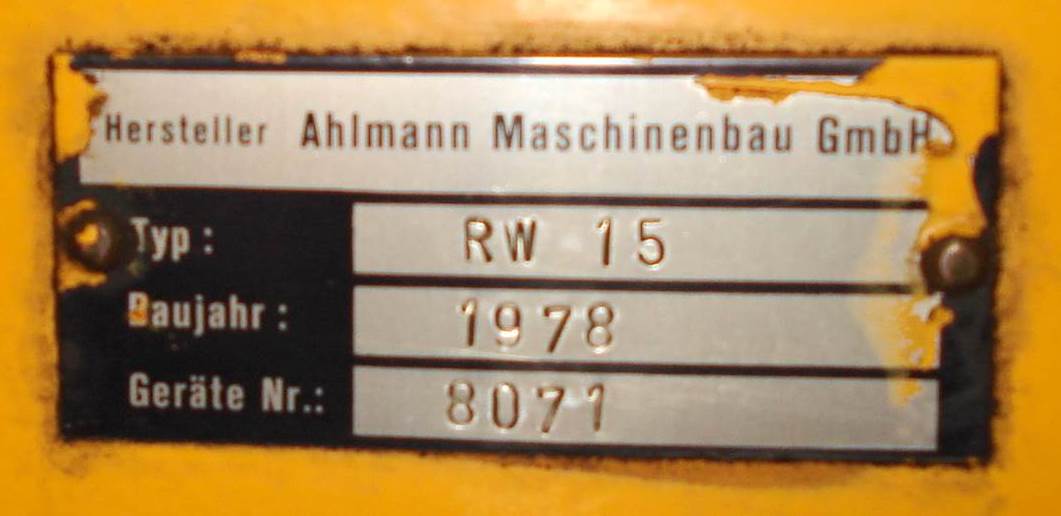 Hersteller Ahlmann Maschinenbau GmbH
Typ: RW 15
Baujahr: 1978
Geräte Nr.: 8071